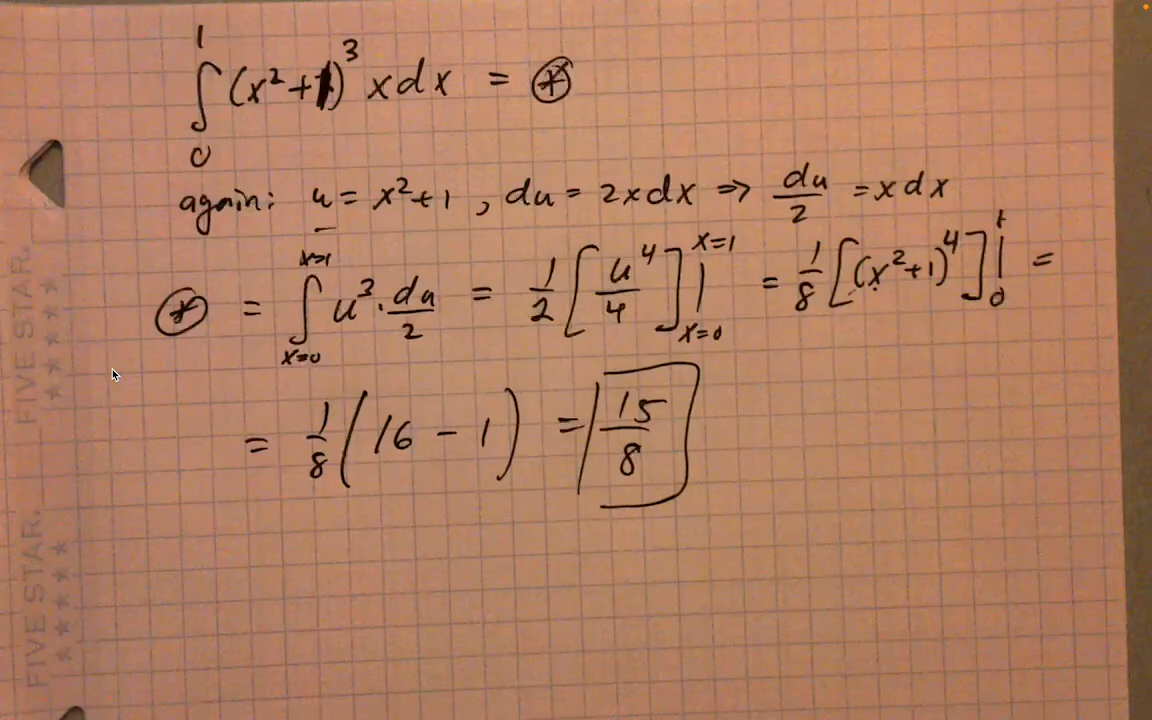 ∫₀¹ (x²+1)³ x dx = ⊛
again: u = x²+1 , du = 2x dx ⇒ du/2 = x dx
⊛ = ∫_{x=0}^{x=1} u³ · du/2 = 1/2 [u⁴/4] |_{x=0}^{x=1} = 1/8 [(x²+1)⁴] |₀¹ =
= 1/8 (16 − 1) = 15/8
FIVE STAR.
★★★★★
FIVE STAR.
★★★★★